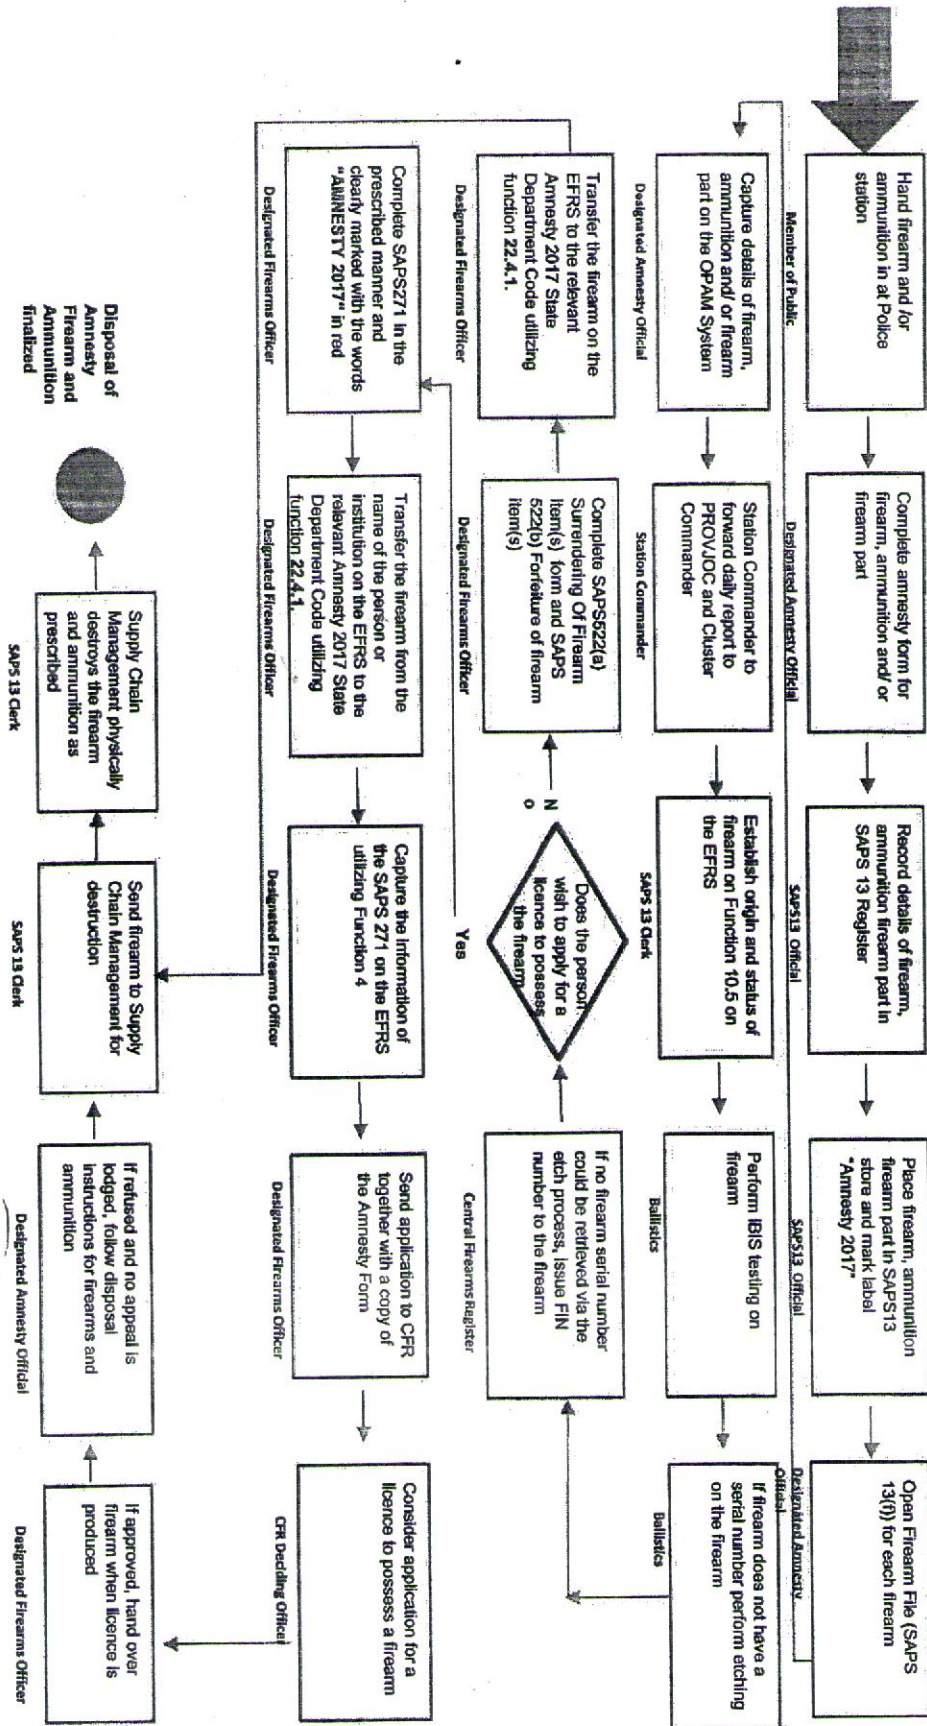 Hand firearm and /or
ammunition in at Police
station
Member of Public
Complete amnesty form for
firearm, ammunition and/ or
firearm part
Designated Amnesty Official
Record details of firearm,
ammunition firearm part in
SAPS 13 Register
SAPS13 Official
Place firearm, ammunition
firearm part in SAPS13
store and mark label
"Amnesty 2017"
SAPS13 Official
Open Firearm File (SAPS
13(f)) for each firearm
Designated Amnesty
Official
Capture details of firearm,
ammunition and/ or firearm
part on the OPAM System
Designated Amnesty Official
Station Commander to
forward daily report to
PROVJOC and Cluster
Commander
Station Commander
Establish origin and status of
firearm on Function 10.5 on
the EFRS
SAPS 13 Clerk
Perform IBIS testing on
firearm
Ballistics
If firearm does not have a
serial number perform etching
on the firearm
Ballistics
Transfer the firearm on the
EFRS to the relevant
Amnesty 2017 State
Department Code utilizing
function 22.4.1.
Designated Firearms Officer
Complete SAPS522(a)
Surrendering Of Firearm
item(s) form and SAPS
522(b) Forfeiture of firearm
item(s)
Designated Firearms Officer
N
o
Does the person
wish to apply for a
licence to possess
the firearm
Yes
If no firearm serial number
could be retrieved via the
etch process, issue FIN
number to the firearm
Central Firearms Register
Complete SAPS271 in the
prescribed manner and
clearly marked with the words
"AMNESTY 2017" in red
Designated Firearms Officer
Transfer the firearm from the
name of the person or
institution on the EFRS to the
relevant Amnesty 2017 State
Department Code utilizing
function 22.4.1.
Designated Firearms Officer
Capture the information of
the SAPS 271 on the EFRS
utilizing Function 4
Designated Firearms Officer
Send application to CFR
together with a copy of
the Amnesty Form
Designated Firearms Officer
Consider application for a
licence to possess a firearm
CFR Deciding Officer
Disposal of
Amnesty
Firearm and
Ammunition
finalized
Supply Chain
Management physically
destroys the firearm
and ammunition as
prescribed
SAPS 13 Clerk
Send firearm to Supply
Chain Management for
destruction
SAPS 13 Clerk
If refused and no appeal is
lodged, follow disposal
instructions for firearms and
ammunition
Designated Amnesty Official
If approved, hand over
firearm when licence is
produced
Designated Firearms Officer